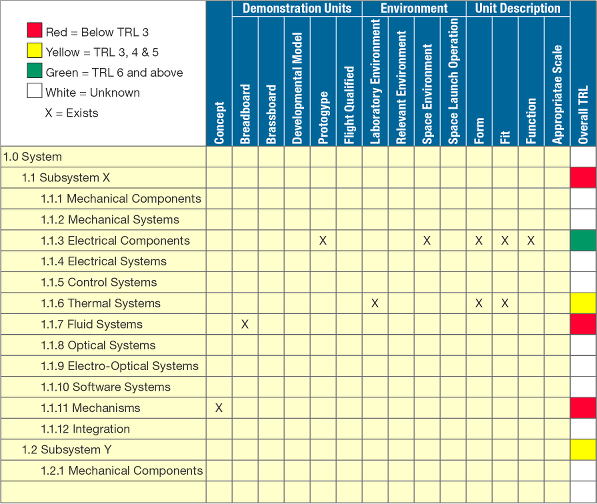 Demonstration Units Environment Unit Description
Red = Below TRL 3
Yellow = TRL 3, 4 & 5
Green = TRL 6 and above
White = Unknown
X = Exists
Concept
Breadboard
Brassboard
Developmental Model
Protogype
Flight Qualified
Laboratory Environment
Relevant Environment
Space Environment
Space Launch Operation
Form
Fit
Function
Appropriatae Scale
Overall TRL
1.0 System
1.1 Subsystem X
1.1.1 Mechanical Components
1.1.2 Mechanical Systems
1.1.3 Electrical Components X X X X X
1.1.4 Electrical Systems
1.1.5 Control Systems
1.1.6 Thermal Systems X X X
1.1.7 Fluid Systems X
1.1.8 Optical Systems
1.1.9 Electro-Optical Systems
1.1.10 Software Systems
1.1.11 Mechanisms X
1.1.12 Integration
1.2 Subsystem Y
1.2.1 Mechanical Components